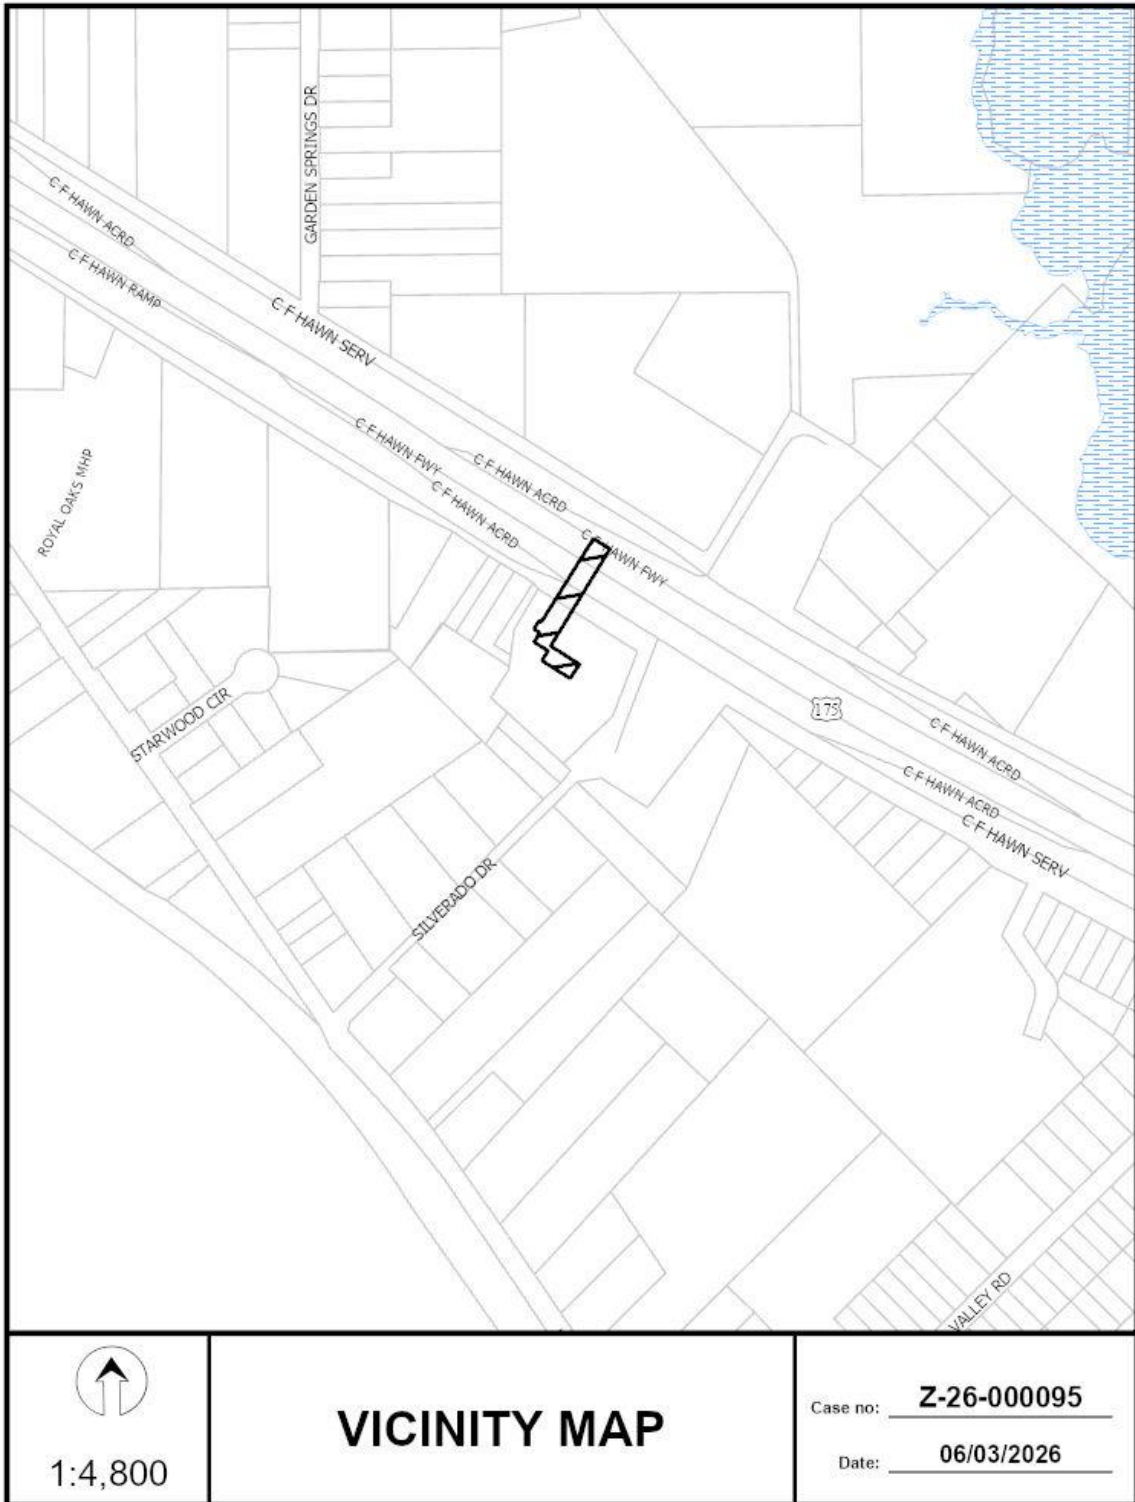 GARDEN SPRINGS DR
C F HAWN ACRD
C F HAWN RAMP
C F HAWN SERV
C F HAWN FWY
C F HAWN ACRD
C F HAWN ACRD
ROYAL OAKS MHP
C F HAWN FWY
STARWOOD CIR
175
C F HAWN ACRD
C F HAWN ACRD
C F HAWN SERV
SILVERADO DR
VALLEY RD
1:4,800
VICINITY MAP
Case no: Z-26-000095
Date: 06/03/2026